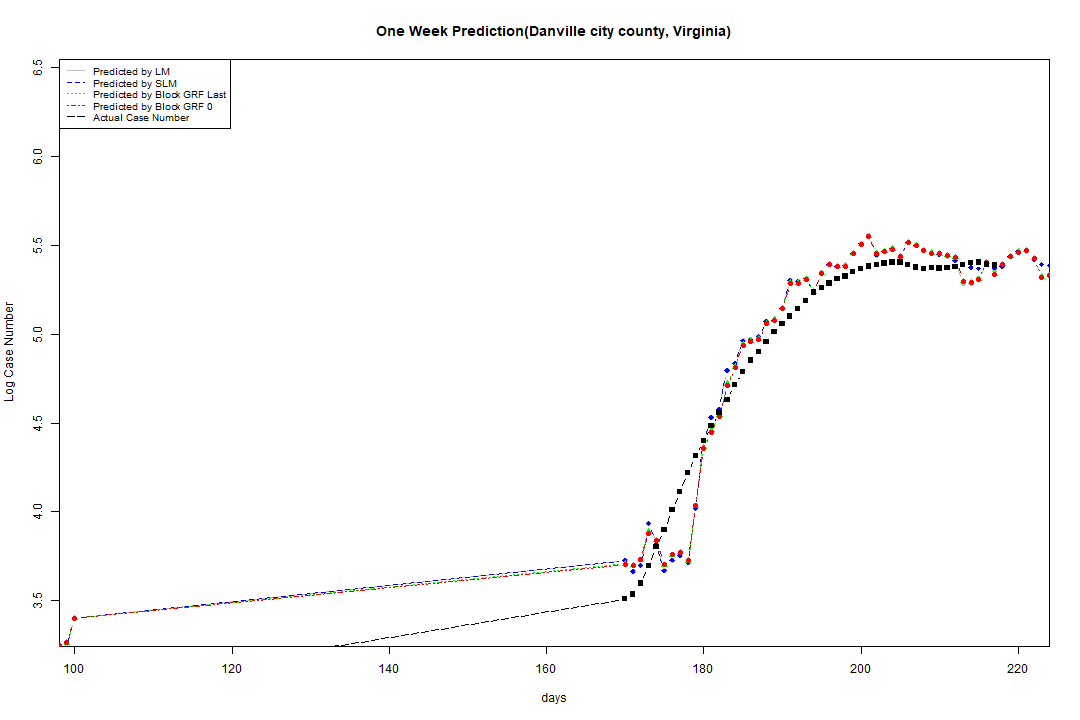 One Week Prediction(Danville city county, Virginia)
Predicted by LM
Predicted by SLM
Predicted by Block GRF Last
Predicted by Block GRF 0
Actual Case Number
6.5
6.0
5.5
5.0
4.5
4.0
3.5
Log Case Number
100 120 140 160 180 200 220
days